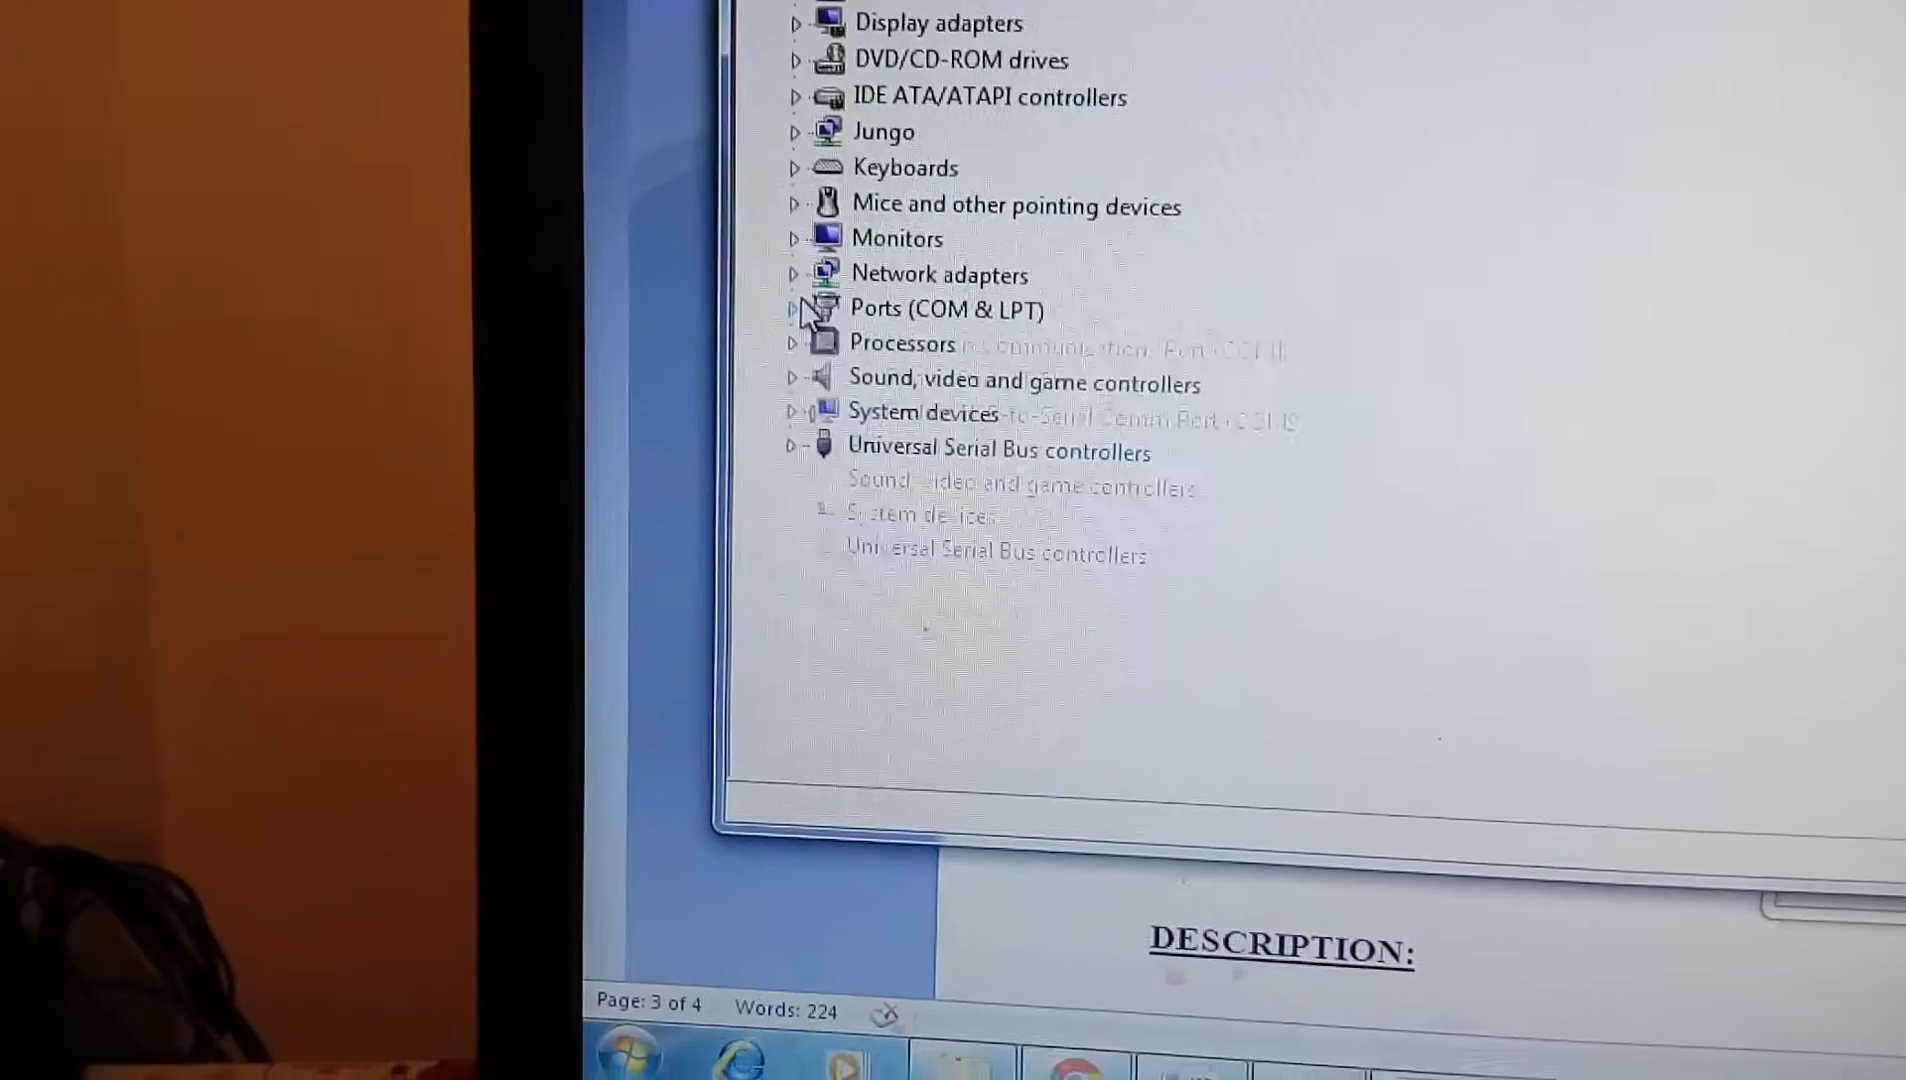 Display adapters
DVD/CD-ROM drives
IDE ATA/ATAPI controllers
Jungo
Keyboards
Mice and other pointing devices
Monitors
Network adapters
Ports (COM & LPT)
Processors
Sound, video and game controllers
System devices
Universal Serial Bus controllers
Sound, video and game controllers
System devices
Universal Serial Bus controllers
DESCRIPTION:
Page: 3 of 4 Words: 224